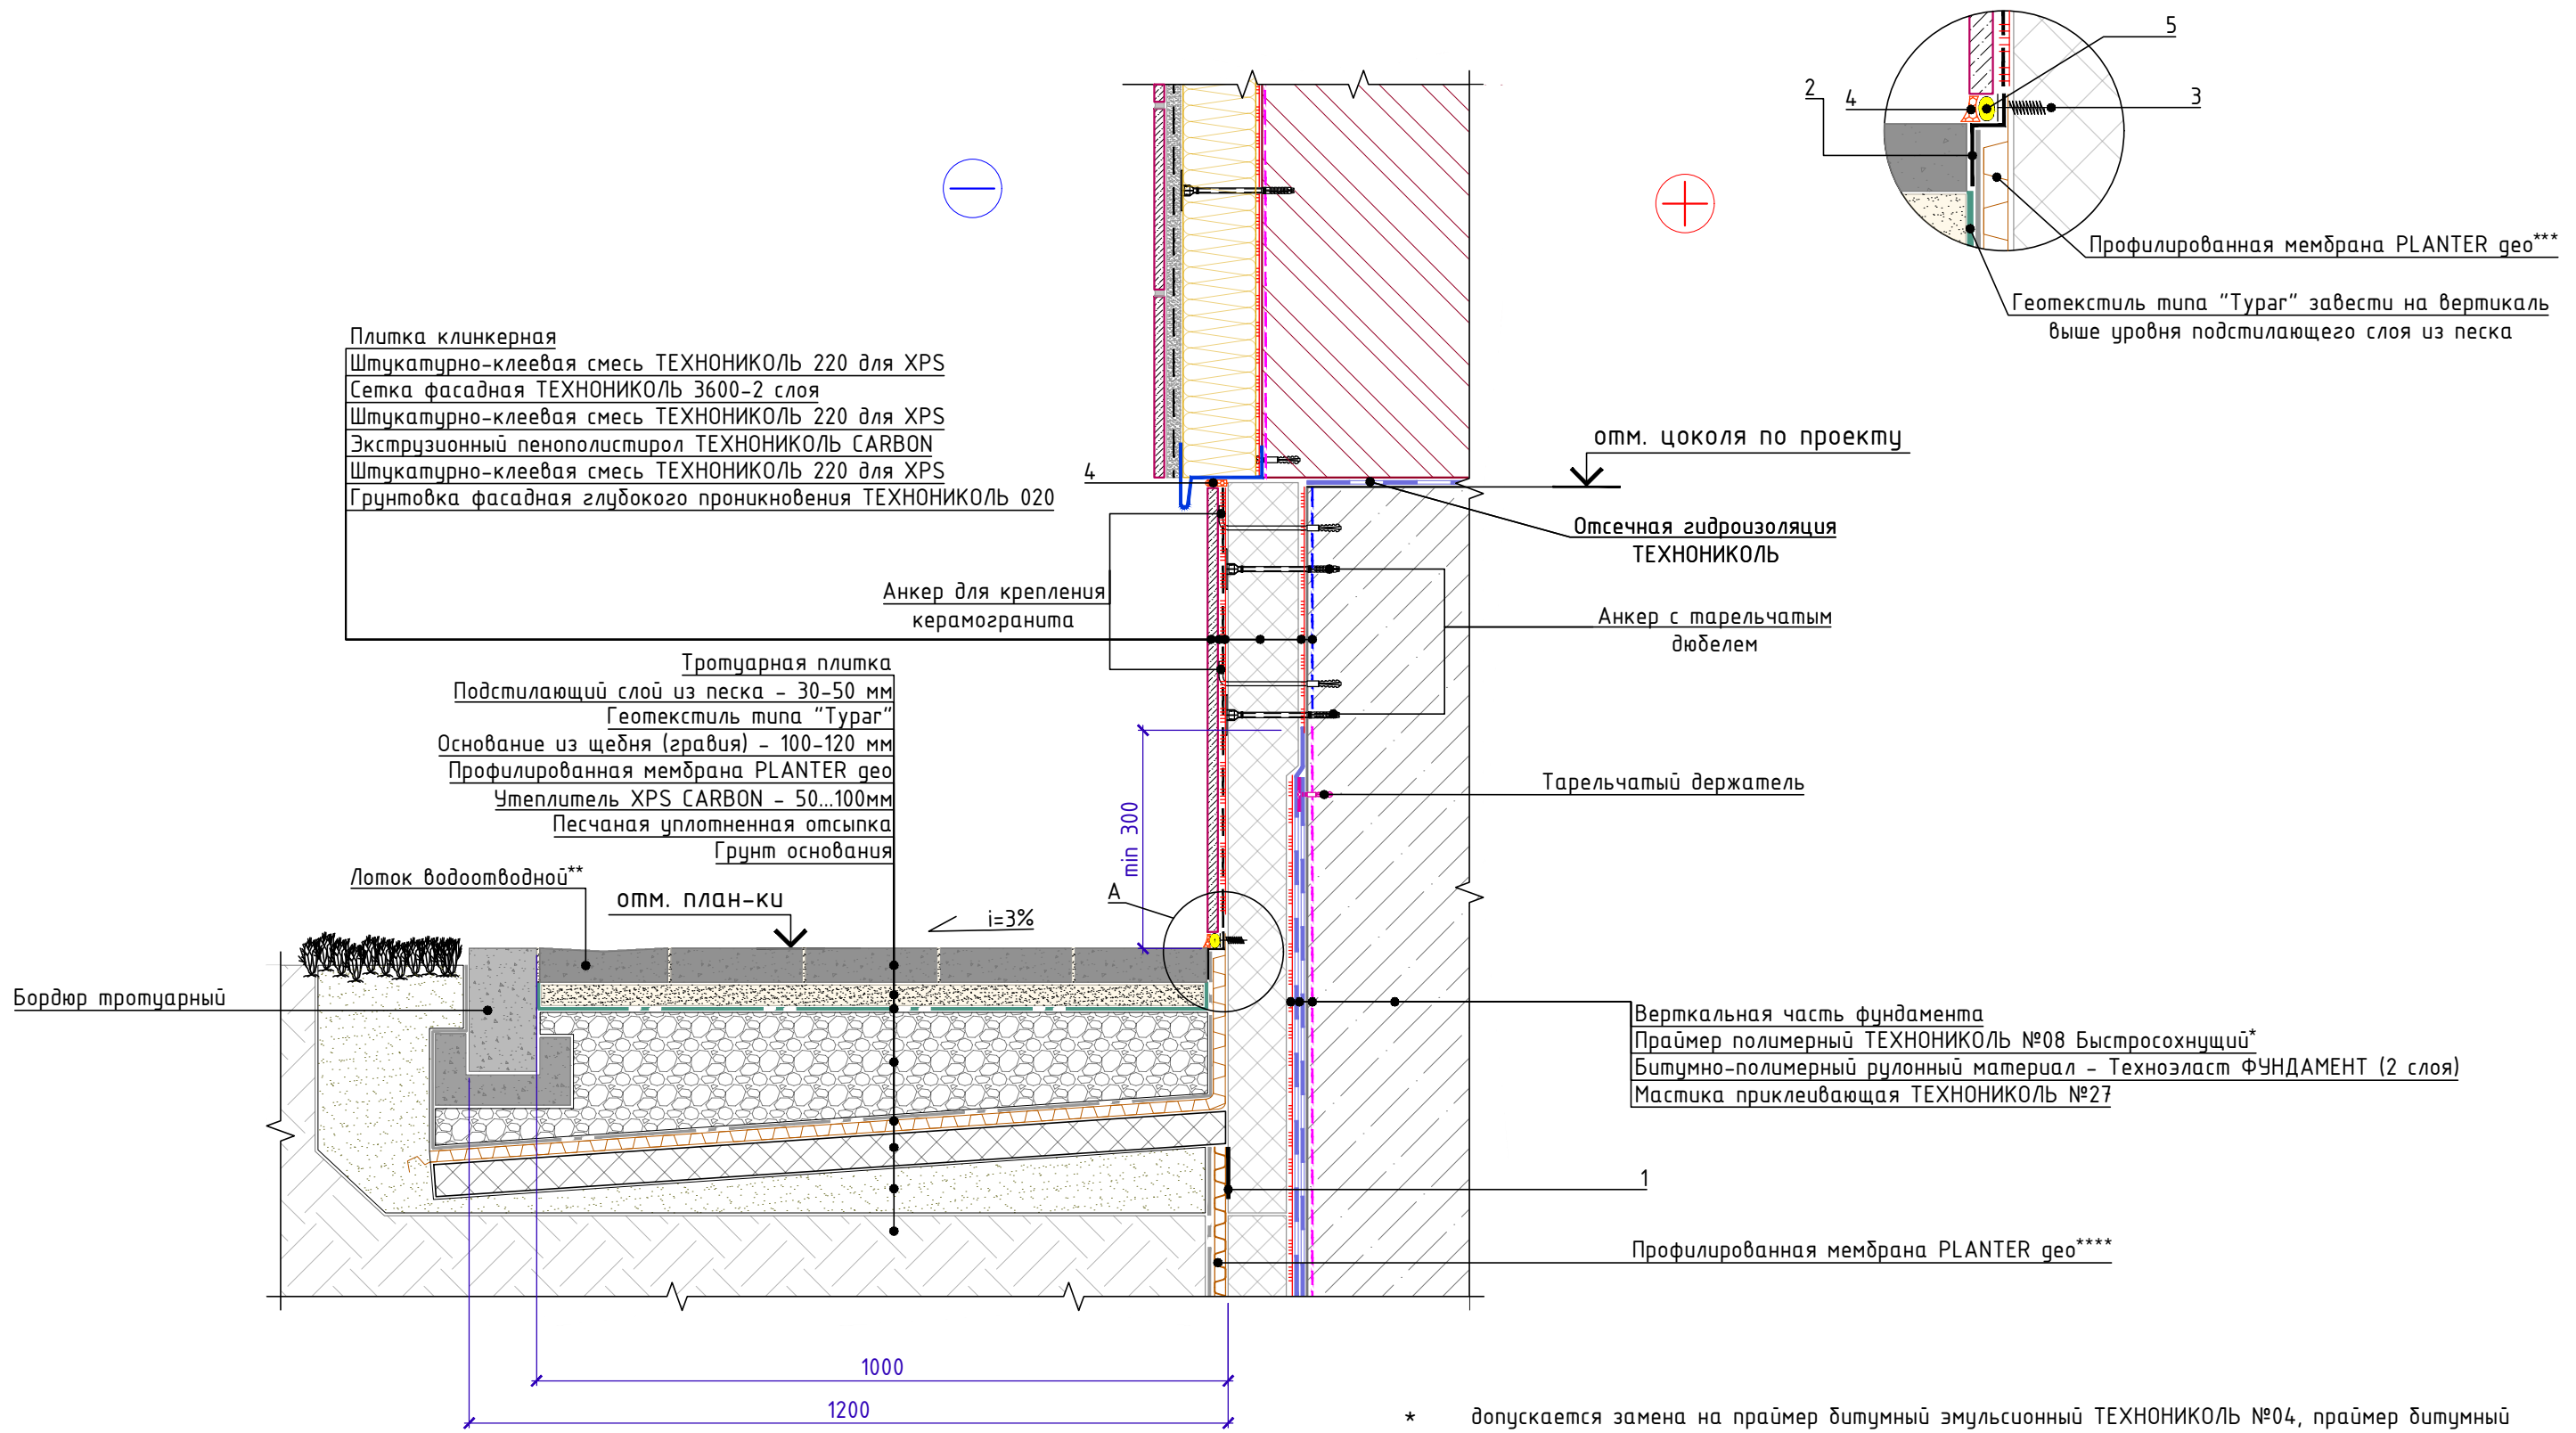 5
2
4
3
Профилированная мембрана PLANTER geo***
Геотекстиль типа "Typar" завести на вертикаль
выше уровня подстилающего слоя из песка
Плитка клинкерная
Штукатурно-клеевая смесь ТЕХНОНИКОЛЬ 220 для XPS
Сетка фасадная ТЕХНОНИКОЛЬ 3600-2 слоя
Штукатурно-клеевая смесь ТЕХНОНИКОЛЬ 220 для XPS
Экструзионный пенополистирол ТЕХНОНИКОЛЬ CARBON
Штукатурно-клеевая смесь ТЕХНОНИКОЛЬ 220 для XPS
Грунтовка фасадная глубокого проникновения ТЕХНОНИКОЛЬ 020
4
отм. цоколя по проекту
Отсечная гидроизоляция
ТЕХНОНИКОЛЬ
Анкер для крепления
керамогранита
Анкер с тарельчатым
дюбелем
Тротуарная плитка
Подстилающий слой из песка - 30-50 мм
Геотекстиль типа "Typar"
Основание из щебня (гравия) - 100-120 мм
Профилированная мембрана PLANTER geo
Утеплитель XPS CARBON - 50...100мм
Песчаная уплотненная отсыпка
Грунт основания
Тарельчатый держатель
min 300
Лоток водоотводной**
отм. план-ки
i=3%
А
Бордюр тротуарный
Верткальная часть фундамента
Праймер полимерный ТЕХНОНИКОЛЬ №08 Быстросохнущий*
Битумно-полимерный рулонный материал - Техноэласт ФУНДАМЕНТ (2 слоя)
Мастика приклеивающая ТЕХНОНИКОЛЬ №27
1
Профилированная мембрана PLANTER geo****
1000
1200
* допускается замена на праймер битумный эмульсионный ТЕХНОНИКОЛЬ №04, праймер битумный